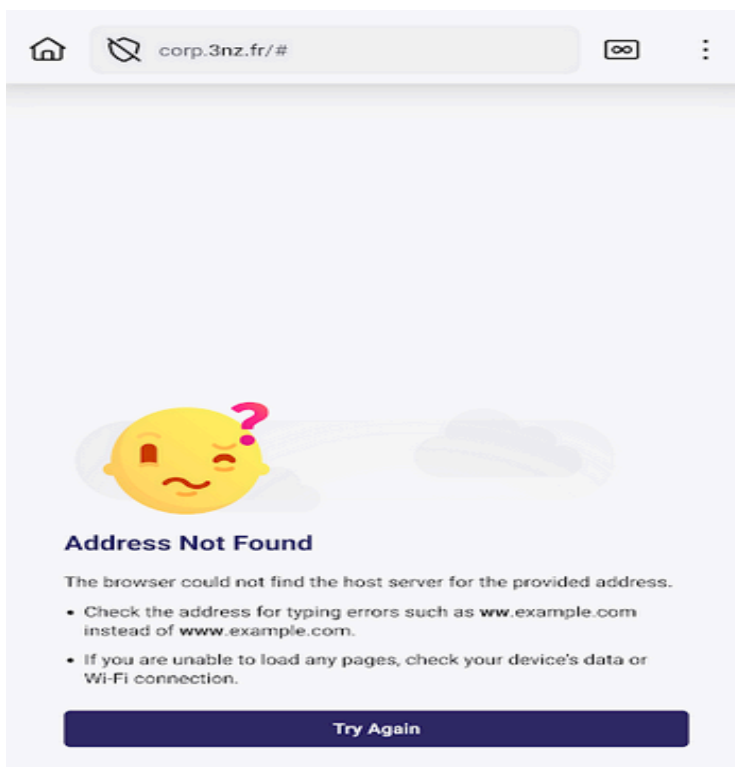 corp.3nz.fr/#
Address Not Found
The browser could not find the host server for the provided address.
• Check the address for typing errors such as ww.example.com
instead of www.example.com.
• If you are unable to load any pages, check your device's data or
Wi-Fi connection.
Try Again